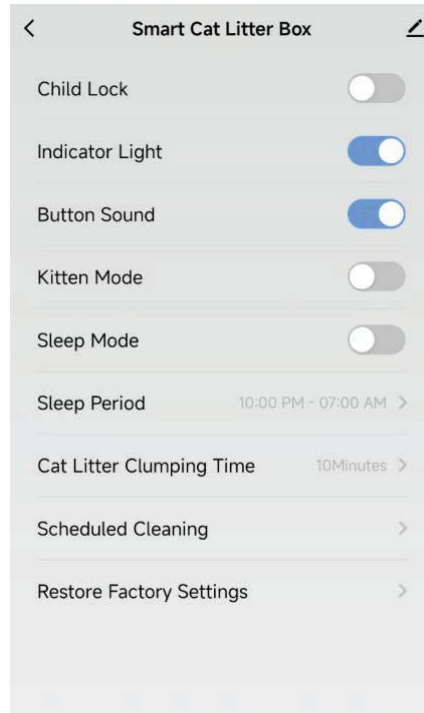 Smart Cat Litter Box
Child Lock
Indicator Light
Button Sound
Kitten Mode
Sleep Mode
Sleep Period 10:00 PM - 07:00 AM
Cat Litter Clumping Time 10Minutes
Scheduled Cleaning
Restore Factory Settings